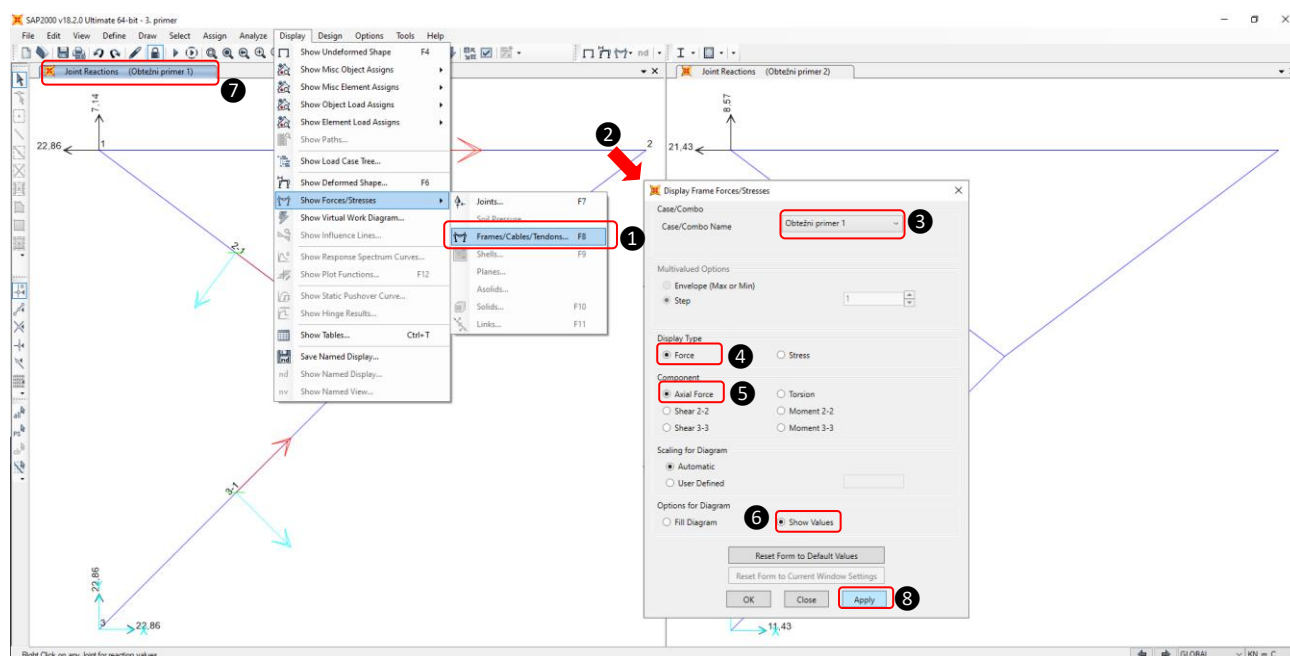 SAP2000 v18.2.0 Ultimate 64-bit - 3. primer
File Edit View Define Draw Select Assign Analyze Display Design Options Tools Help
nd
Joint Reactions (Obtežni primer 1)
7
Joint Reactions (Obtežni primer 2)
Show Undeformed Shape F4
Show Misc Object Assigns
Show Misc Element Assigns
Show Object Load Assigns
Show Element Load Assigns
Show Paths...
Show Load Case Tree...
Show Deformed Shape... F6
Show Forces/Stresses
Show Virtual Work Diagram...
Show Influence Lines...
Show Response Spectrum Curves...
Show Plot Functions... F12
Show Static Pushover Curve...
Show Hinge Results...
Show Tables... Ctrl+T
Save Named Display...
nd Show Named Display...
nv Show Named View...
Joints... F7
Soil Pressure
Frames/Cables/Tendons... F8
1
Shells... F9
Planes...
Asolids...
Solids... F10
Links... F11
7,14
22,86
1
2
2-1
3-1
22,86
3
22,86
8,57
21,43
11,43
2
Display Frame Forces/Stresses
Case/Combo
Case/Combo Name Obtežni primer 1
3
Multivalued Options
Envelope (Max or Min)
Step 1
Display Type
Force 4 Stress
Component
Axial Force 5 Torsion
Shear 2-2 Moment 2-2
Shear 3-3 Moment 3-3
Scaling for Diagram
Automatic
User Defined
Options for Diagram
Fill Diagram 6 Show Values
Reset Form to Default Values
Reset Form to Current Window Settings
OK Close Apply 8
all
PS
Right Click on any Joint for reaction values
GLOBAL